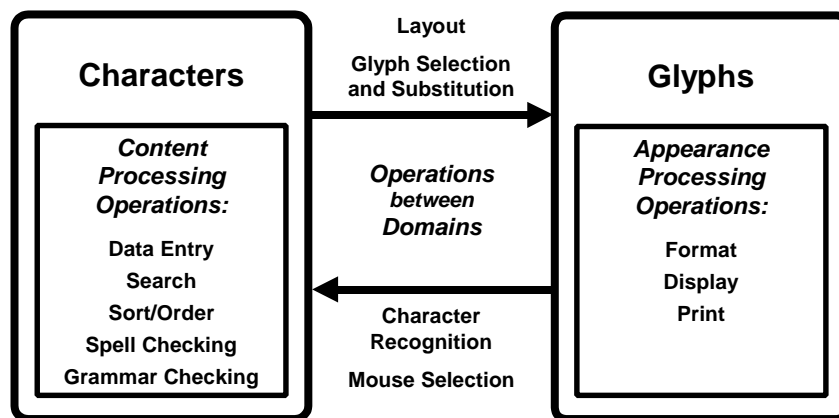 Characters
Content
Processing
Operations:
Data Entry
Search
Sort/Order
Spell Checking
Grammar Checking
Layout
Glyph Selection
and Substitution
Operations
between
Domains
Character
Recognition
Mouse Selection
Glyphs
Appearance
Processing
Operations:
Format
Display
Print